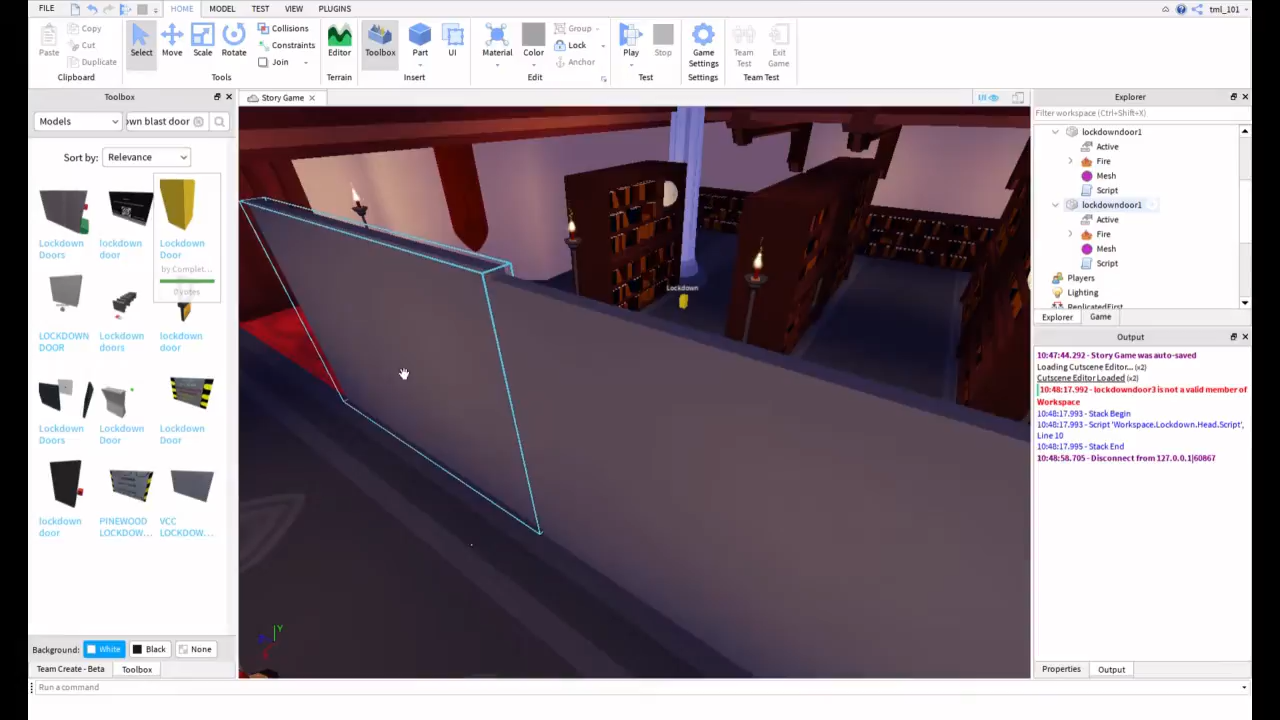 FILE HOME MODEL TEST VIEW PLUGINS tml_101
Paste Copy Cut Duplicate
Select Move Scale Rotate
Collisions Constraints Join
Editor Toolbox Part UI
Material Color Group Lock Anchor
Play Stop
Game Settings
Team Test
Exit Game
Clipboard Tools Terrain Insert Edit Test Settings Team Test
Toolbox
Models
wn blast door
Sort by: Relevance
Lockdown Doors
lockdown door
Lockdown Door
by Complet...
0 votes
LOCKDOWN DOOR
Lockdown doors
lockdown door
Lockdown Doors
Lockdown Door
Lockdown Door
lockdown door
PINEWOOD LOCKDOW...
VCC LOCKDOW...
Background: White Black None
Team Create - Beta Toolbox
Story Game
UI
Lockdown
Y
Explorer
Filter workspace (Ctrl+Shift+X)
lockdowndoor1
Active
Fire
Mesh
Script
lockdowndoor1
Active
Fire
Mesh
Script
Players
Lighting
ReplicatedFirst
Explorer Game
Output
10:47:44.292 - Story Game was auto-saved
Loading Cutscene Editor... (x2)
Cutscene Editor Loaded (x2)
10:48:17.992 - lockdowndoor3 is not a valid member of
Workspace
10:48:17.993 - Stack Begin
10:48:17.993 - Script 'Workspace.Lockdown.Head.Script',
Line 10
10:48:17.995 - Stack End
10:48:58.705 - Disconnect from 127.0.0.1|60867
Properties Output
Run a command